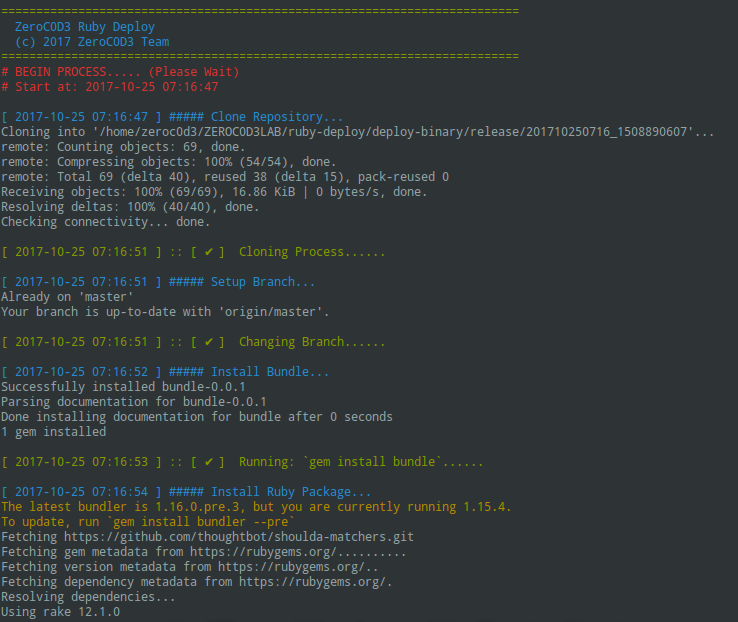 ===========================================================================
ZeroC0D3 Ruby Deploy
(c) 2017 ZeroC0D3 Team
===========================================================================
# BEGIN PROCESS..... (Please Wait)
# Start at: 2017-10-25 07:16:47
[ 2017-10-25 07:16:47 ] ##### Clone Repository...
Cloning into '/home/zeroc0d3/ZEROC0D3LAB/ruby-deploy/deploy-binary/release/201710250716_1508890607'...
remote: Counting objects: 69, done.
remote: Compressing objects: 100% (54/54), done.
remote: Total 69 (delta 40), reused 38 (delta 15), pack-reused 0
Receiving objects: 100% (69/69), 16.86 KiB | 0 bytes/s, done.
Resolving deltas: 100% (40/40), done.
Checking connectivity... done.
[ 2017-10-25 07:16:51 ] :: [ ✔ ]  Cloning Process......
[ 2017-10-25 07:16:51 ] ##### Setup Branch...
Already on 'master'
Your branch is up-to-date with 'origin/master'.
[ 2017-10-25 07:16:51 ] :: [ ✔ ]  Changing Branch......
[ 2017-10-25 07:16:52 ] ##### Install Bundle...
Successfully installed bundle-0.0.1
Parsing documentation for bundle-0.0.1
Done installing documentation for bundle after 0 seconds
1 gem installed
[ 2017-10-25 07:16:53 ] :: [ ✔ ]  Running: `gem install bundle`......
[ 2017-10-25 07:16:54 ] ##### Install Ruby Package...
The latest bundler is 1.16.0.pre.3, but you are currently running 1.15.4.
To update, run `gem install bundler --pre`
Fetching https://github.com/thoughtbot/shoulda-matchers.git
Fetching gem metadata from https://rubygems.org/..........
Fetching version metadata from https://rubygems.org/..
Fetching dependency metadata from https://rubygems.org/.
Resolving dependencies...
Using rake 12.1.0